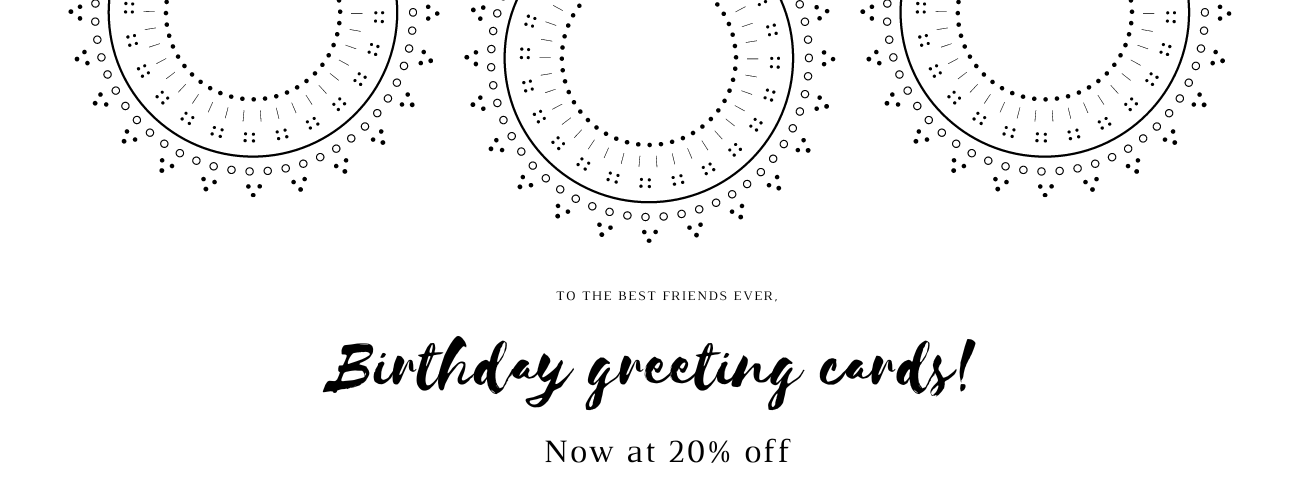 TO THE BEST FRIENDS EVER,
Birthday greeting cards!
Now at 20% off